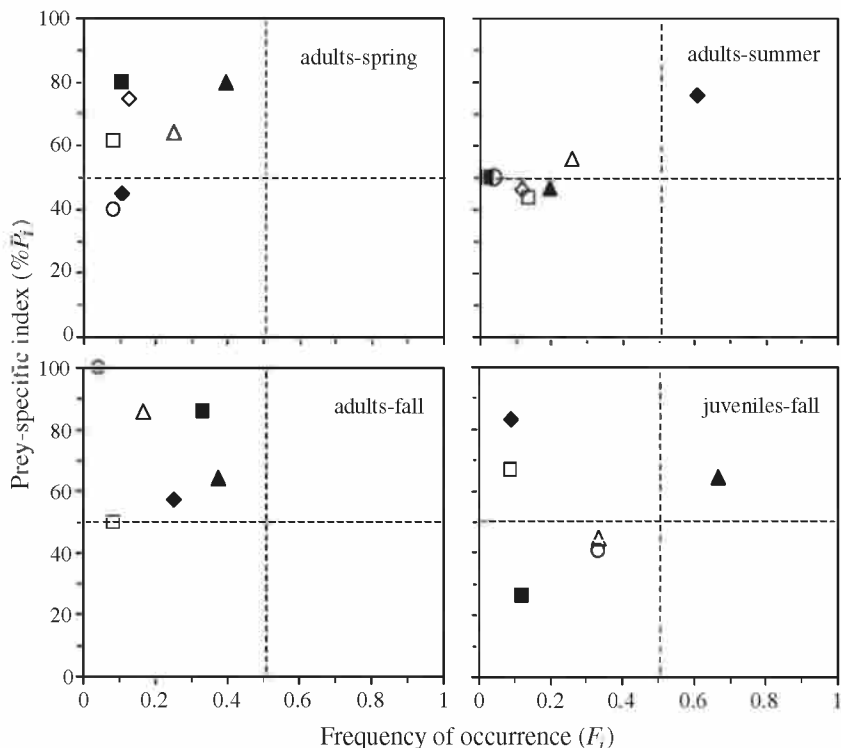 100
80
60
40
20
0
adults-spring
adults-summer
100
80
60
40
20
0
adults-fall
juveniles-fall
0 0.2 0.4 0.6 0.8 1
0 0.2 0.4 0.6 0.8 1
Prey-specific index (%P̄i)
Frequency of occurrence (Fi)